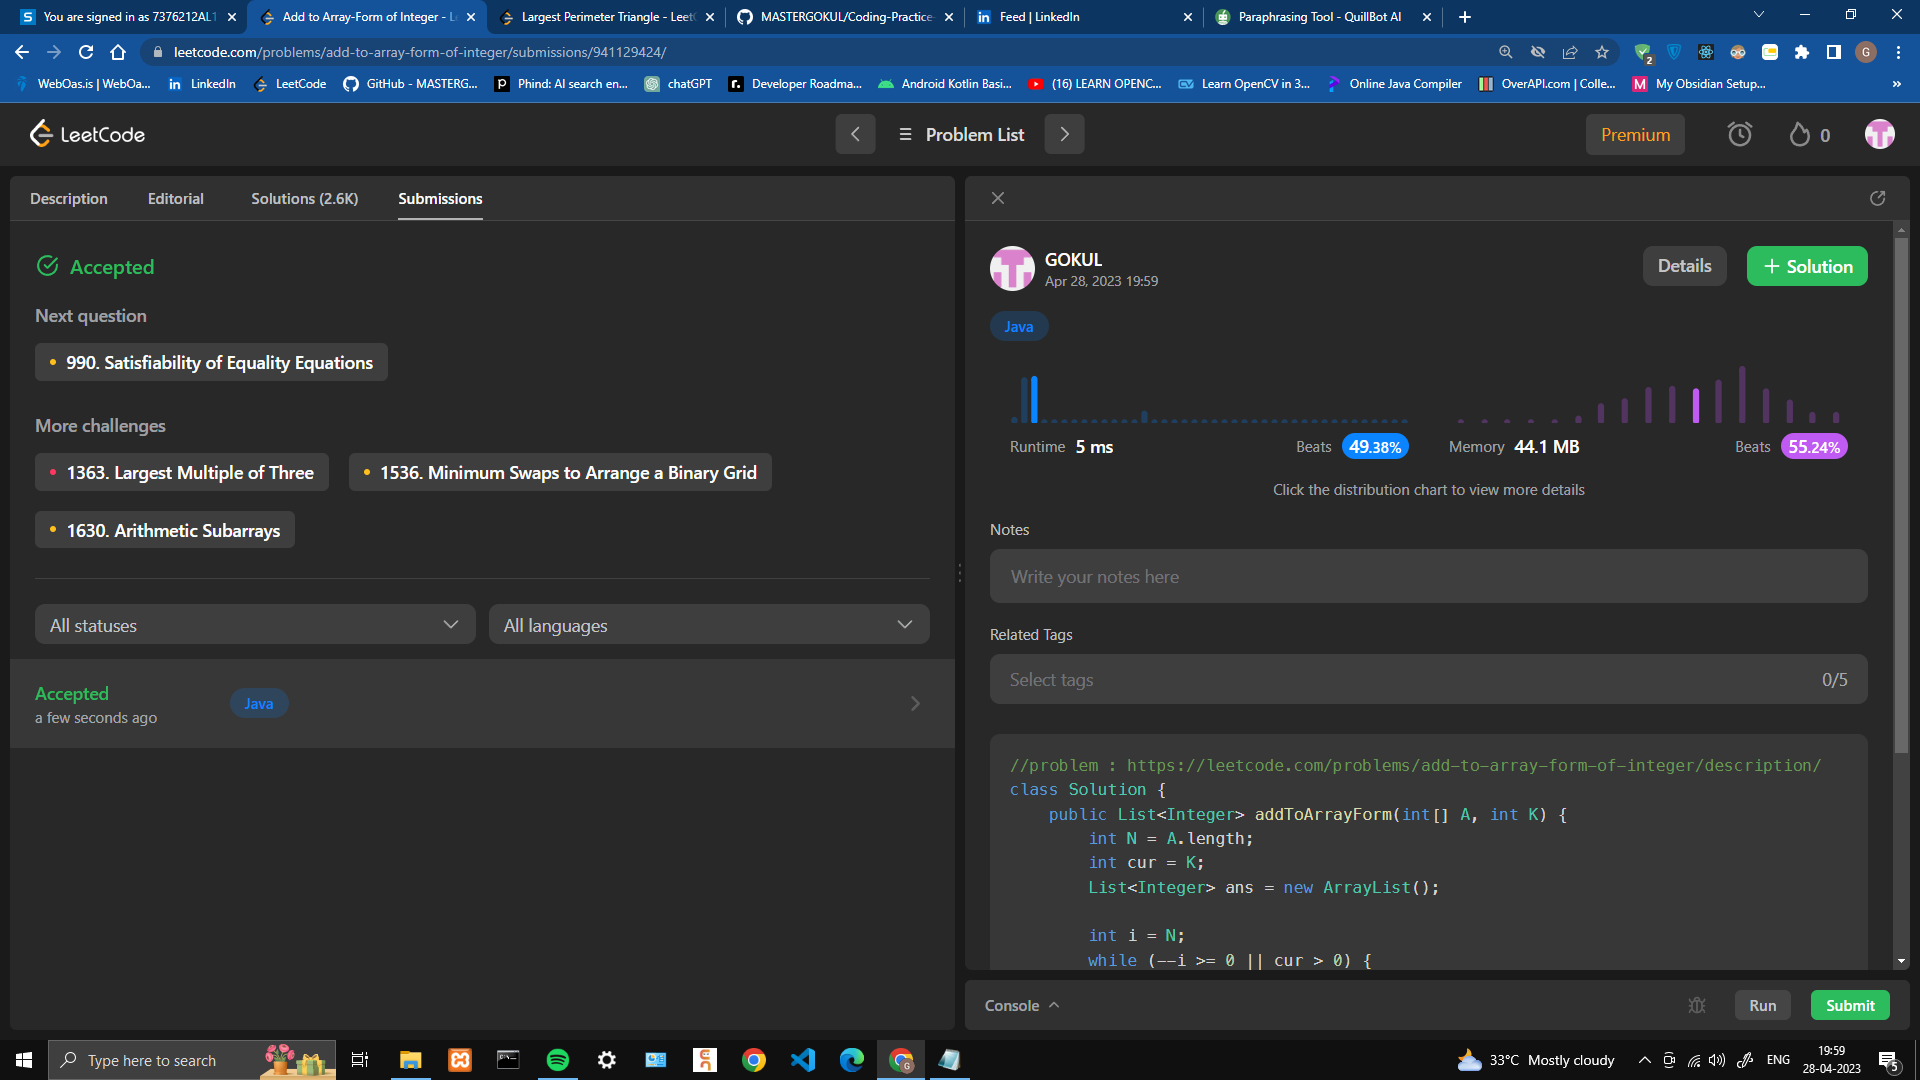 You are signed in as 7376212AL1
Add to Array-Form of Integer - Le
Largest Perimeter Triangle - LeetC
MASTERGOKUL/Coding-Practice-
Feed | LinkedIn
Paraphrasing Tool - QuillBot AI
leetcode.com/problems/add-to-array-form-of-integer/submissions/941129424/
2
G
WebOas.is | WebOa...
LinkedIn
LeetCode
GitHub - MASTERG...
Phind: AI search en...
chatGPT
Developer Roadma...
Android Kotlin Basi...
(16) LEARN OPENC...
Learn OpenCV in 3...
Online Java Compiler
OverAPI.com | Colle...
My Obsidian Setup...
»
LeetCode
Problem List
Premium
0
Description
Editorial
Solutions (2.6K)
Submissions
Accepted
Next question
990. Satisfiability of Equality Equations
More challenges
1363. Largest Multiple of Three
1536. Minimum Swaps to Arrange a Binary Grid
1630. Arithmetic Subarrays
All statuses
All languages
Accepted
a few seconds ago
Java
GOKUL
Apr 28, 2023 19:59
Details
+ Solution
Java
Runtime 5 ms
Beats 49.38%
Memory 44.1 MB
Beats 55.24%
Click the distribution chart to view more details
Notes
Write your notes here
Related Tags
Select tags
0/5
//problem : https://leetcode.com/problems/add-to-array-form-of-integer/description/
class Solution {
public List<Integer> addToArrayForm(int[] A, int K) {
int N = A.length;
int cur = K;
List<Integer> ans = new ArrayList();
int i = N;
while (--i >= 0 || cur > 0) {
Console
Run
Submit
Type here to search
33°C Mostly cloudy
ENG
19:59
28-04-2023
5